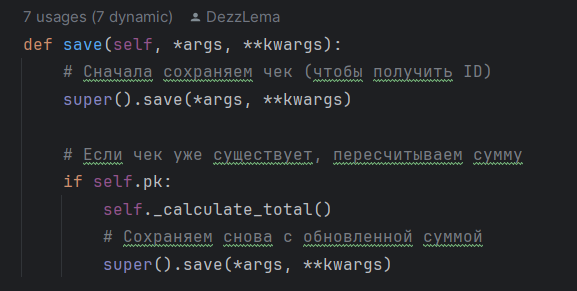 7 usages (7 dynamic) DezzLema
def save(self, *args, **kwargs):
# Сначала сохраняем чек (чтобы получить ID)
super().save(*args, **kwargs)
# Если чек уже существует, пересчитываем сумму
if self.pk:
self._calculate_total()
# Сохраняем снова с обновленной суммой
super().save(*args, **kwargs)